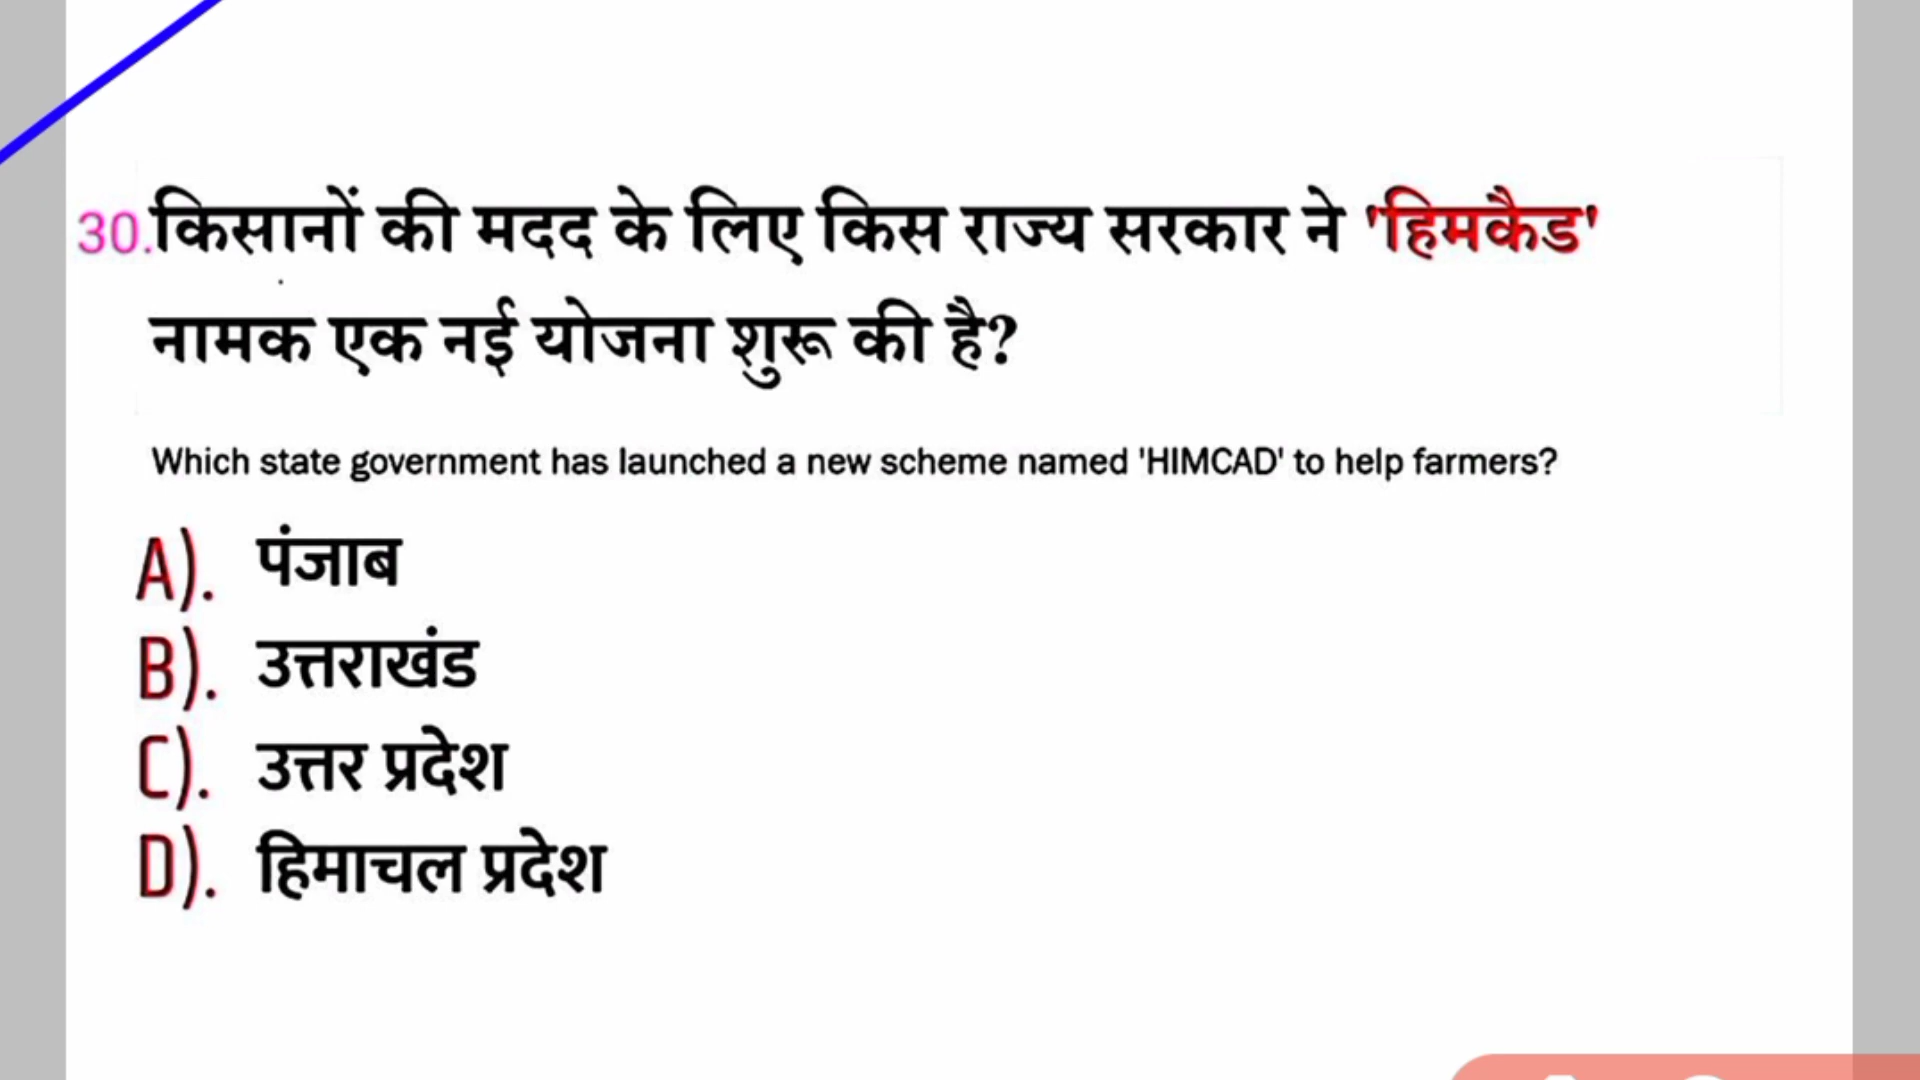 30.किसानों की मदद के लिए किस राज्य सरकार ने 'हिमकैड'
नामक एक नई योजना शुरू की है?
Which state government has launched a new scheme named 'HIMCAD' to help farmers?
A). पंजाब
B). उत्तराखंड
C). उत्तर प्रदेश
D). हिमाचल प्रदेश